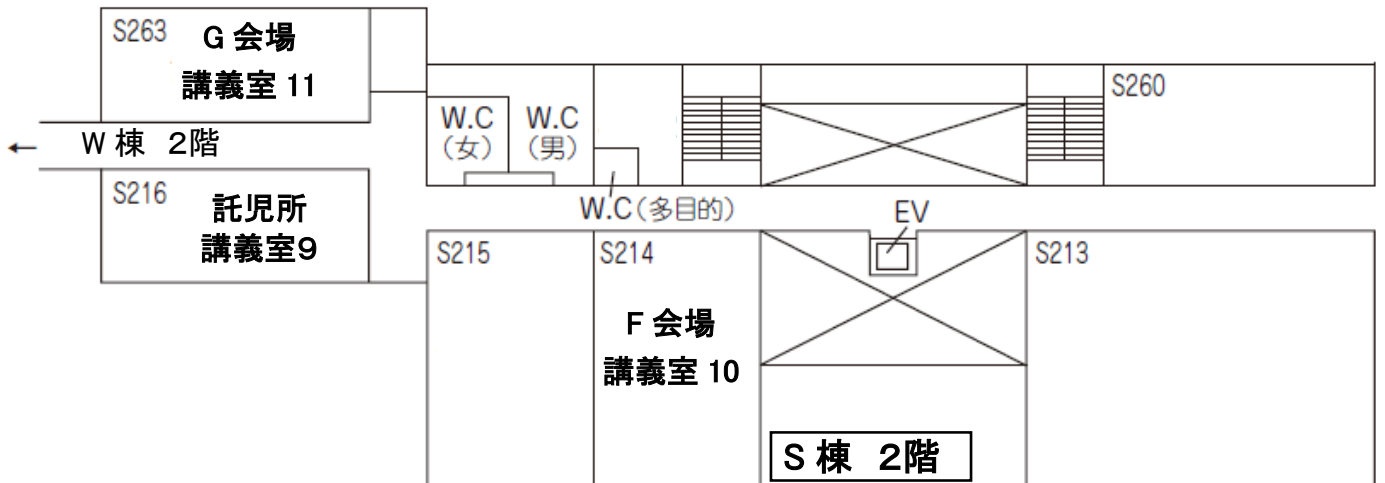 S263
G 会場
講義室 11
← W 棟 2階
S216
託児所
講義室9
W.C
(女)
W.C
(男)
W.C(多目的)
S260
EV
S215
S214
F 会場
講義室 10
S213
S 棟 2階